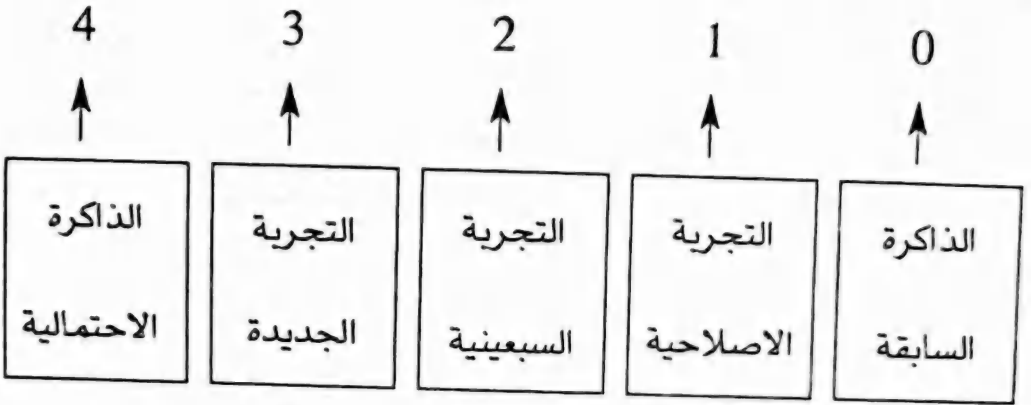 0
1
2
3
4
الذاكرة
السابقة
التجربة
الاصلاحية
التجربة
السبعينية
التجربة
الجديدة
الذاكرة
الاحتمالية